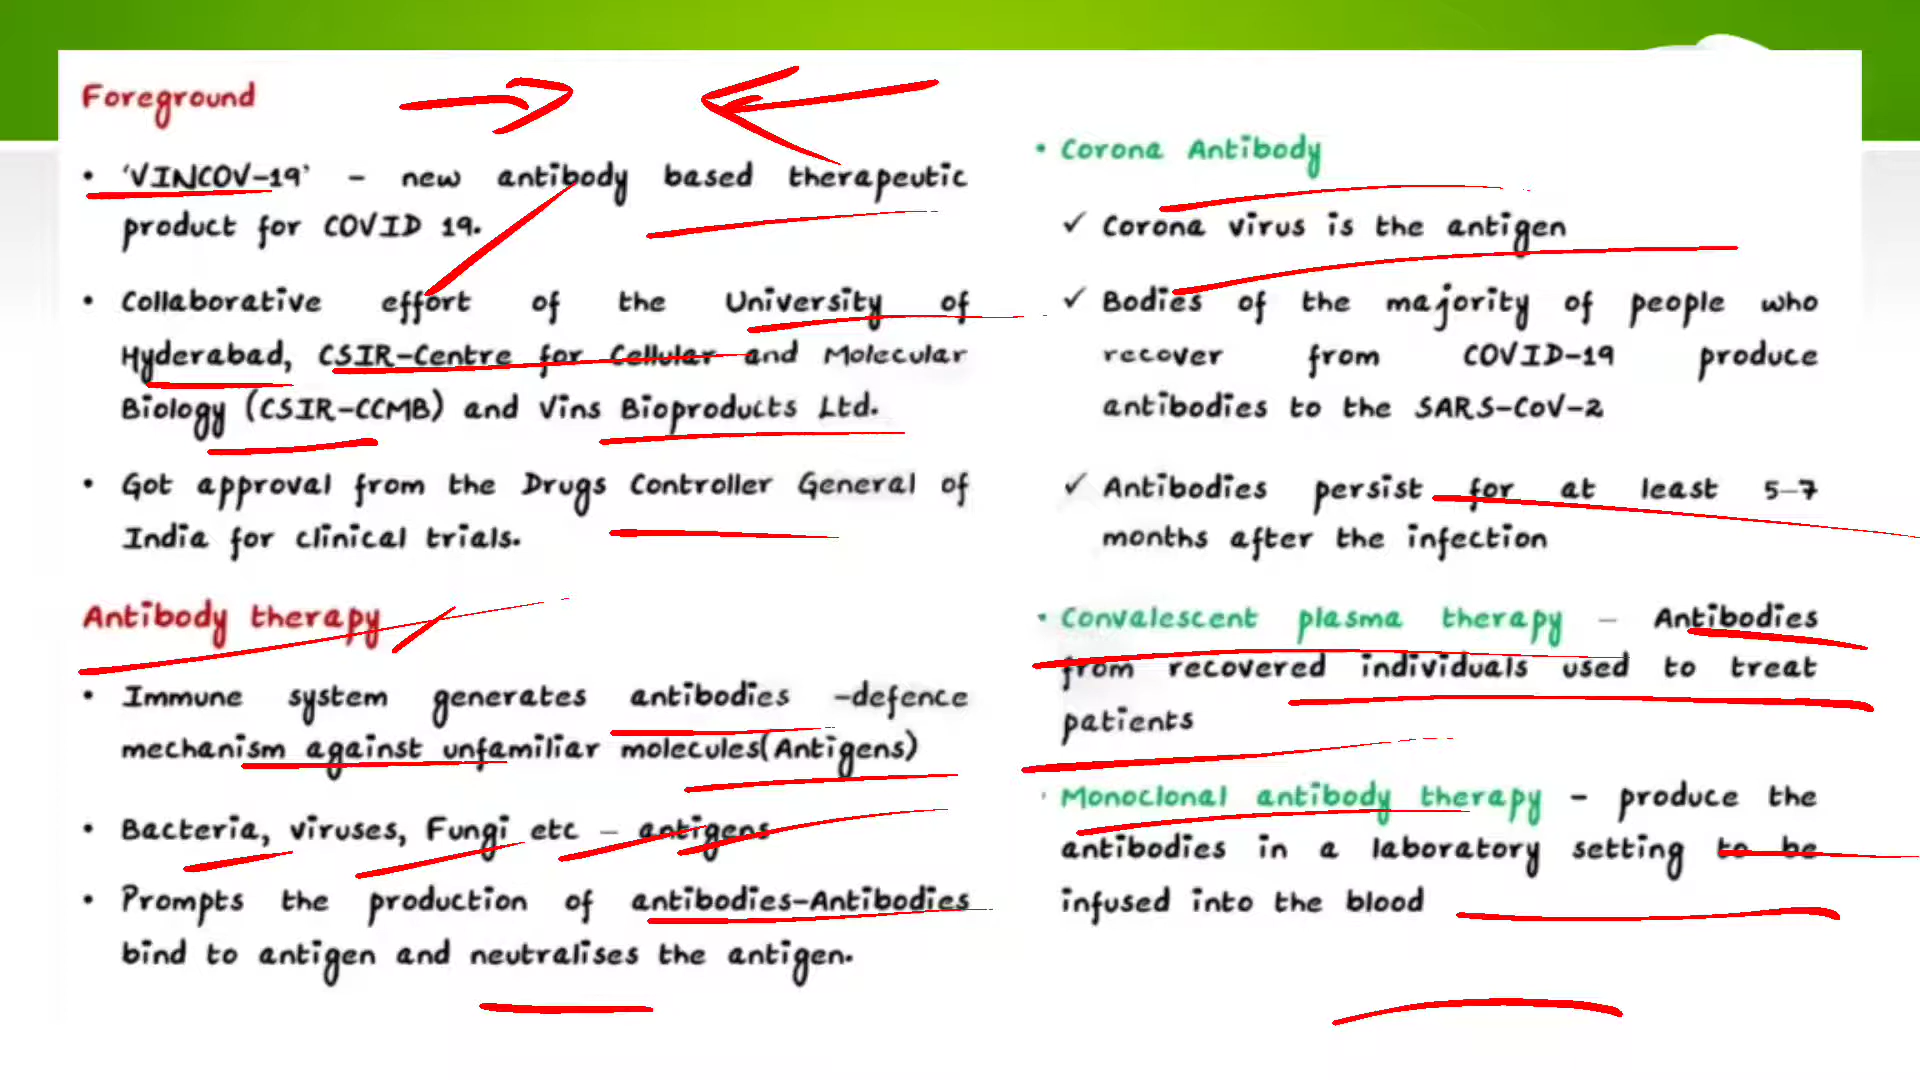 Foreground
• 'VINCOV-19' - new antibody based therapeutic
product for COVID 19.
• Collaborative effort of the University of
Hyderabad, CSIR-Centre for Cellular and Molecular
Biology (CSIR-CCMB) and Vins Bioproducts Ltd.
• Got approval from the Drugs Controller General of
India for clinical trials.
Antibody therapy
• Immune system generates antibodies -defence
mechanism against unfamiliar molecules(Antigens)
• Bacteria, viruses, Fungi etc - antigens
• Prompts the production of antibodies-Antibodies
bind to antigen and neutralises the antigen.
• Corona Antibody
✓ Corona virus is the antigen
✓ Bodies of the majority of people who
recover from COVID-19 produce
antibodies to the SARS-CoV-2
✓ Antibodies persist for at least 5-7
months after the infection
• Convalescent plasma therapy - Antibodies
from recovered individuals used to treat
patients
• Monoclonal antibody therapy - produce the
antibodies in a laboratory setting to be
infused into the blood